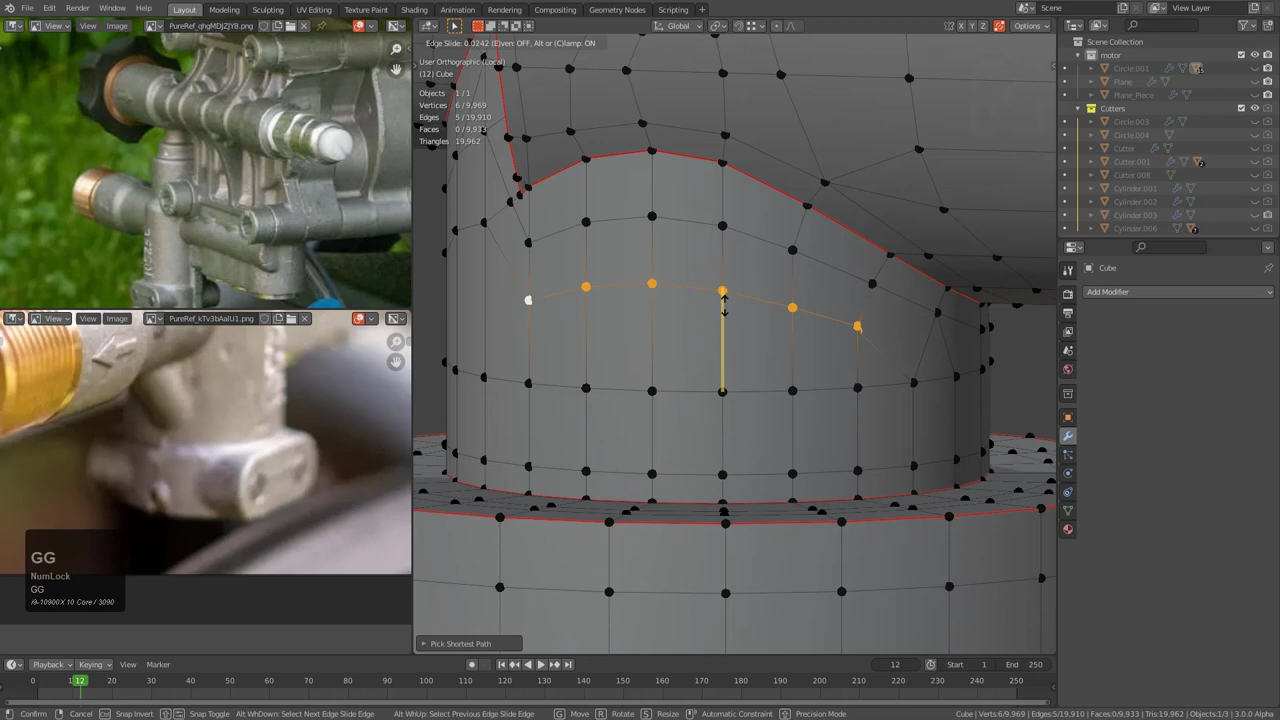 File Edit Render Window Help
Layout Modeling Sculpting UV Editing Texture Paint Shading Animation Rendering Compositing Geometry Nodes Scripting
Scene
View Layer
View Image PureRef_qhgMDJZJY8.png
Global
X Y Z
Options
Edge Slide: 0.0242 (E)ven: OFF, Alt or (C)lamp: ON
User Orthographic (Local)
(12) Cube
Objects 1/1
Vertices 6/9,969
Edges 5/19,910
Faces 0/9,933
Triangles 19,962
Scene Collection
motor
Circle.001
Plane
Plane_Piece
Cutters
Circle.003
Circle.004
Cutter
Cutter.001
Cutter.008
Cylinder.001
Cylinder.002
Cylinder.003
Cylinder.006
Cube
Add Modifier
View View Image PureRef_kTv3bAalU1.png
GG
NumLock
GG
i9-10900X 10 Core / 3090
Pick Shortest Path
Playback Keying View Marker
12
Start 1
End 250
0 10 12 20 30 40 50 60 70 80 90 100 110 120 130 140 150 160 170 180 190 200 210 220 230 240 250
Confirm Cancel Snap Invert Snap Toggle Alt WhDown: Select Next Edge Slide Edge Alt WhUp: Select Previous Edge Slide Edge G Move R Rotate S Resize Automatic Constraint Precision Mode
Cube | Verts:6/9,969 | Edges:5/19,910 | Faces:0/9,933 | Tris:19,962 | Objects:1/1 | 3.0.0 Alpha